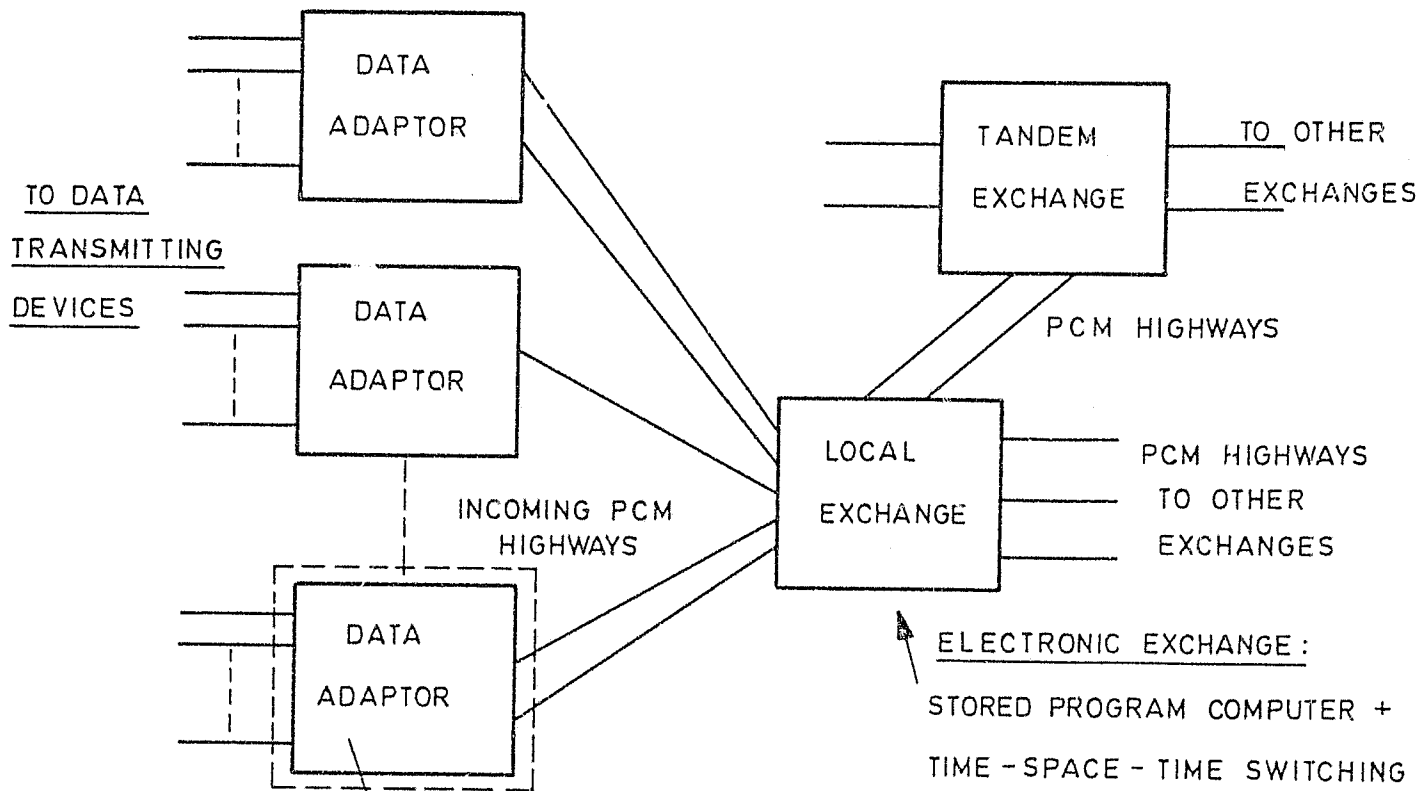 DATA
ADAPTOR
TO DATA
TRANSMITTING
DEVICES
DATA
ADAPTOR
INCOMING PCM
HIGHWAYS
DATA
ADAPTOR
TANDEM
EXCHANGE
TO OTHER
EXCHANGES
PCM HIGHWAYS
LOCAL
EXCHANGE
PCM HIGHWAYS
TO OTHER
EXCHANGES
ELECTRONIC EXCHANGE:
STORED PROGRAM COMPUTER +
TIME-SPACE-TIME SWITCHING